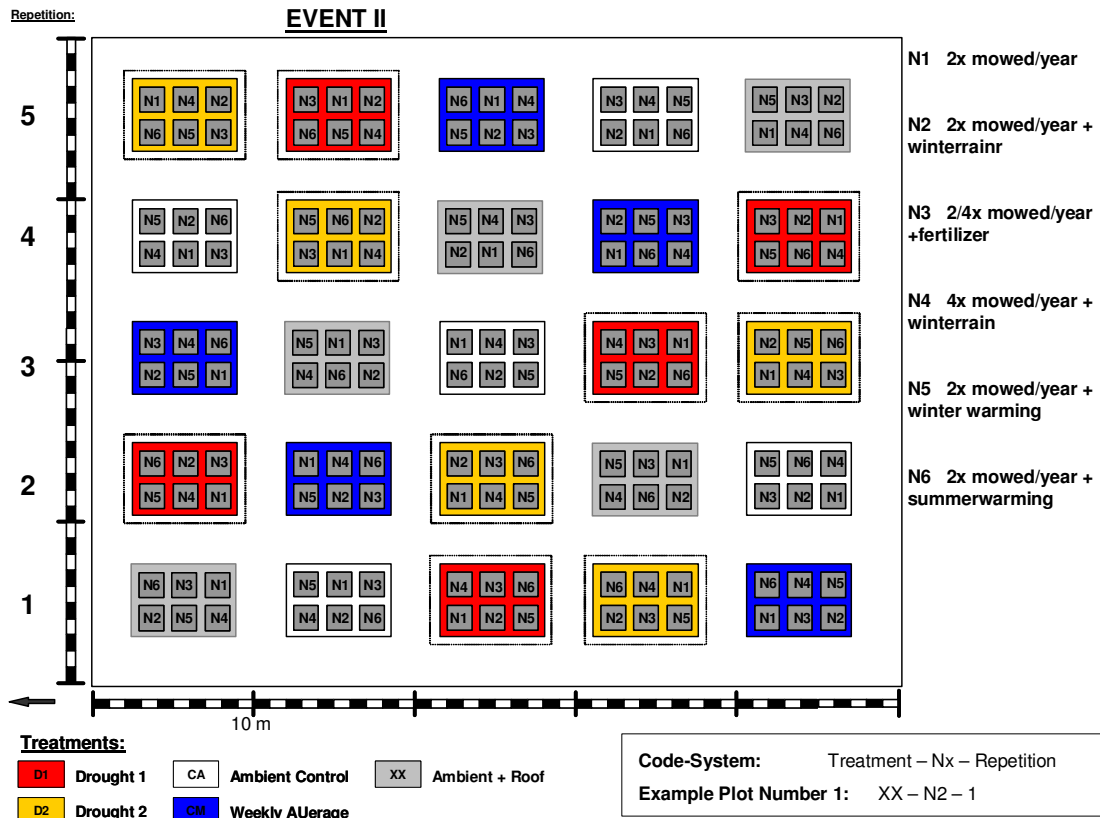 Repetition:
EVENT II
5
N1 N4 N2
N6 N5 N3
N3 N1 N2
N6 N5 N4
N6 N1 N4
N5 N2 N3
N3 N4 N5
N2 N1 N6
N5 N3 N2
N1 N4 N6
4
N5 N2 N6
N4 N1 N3
N5 N6 N2
N3 N1 N4
N5 N4 N3
N2 N1 N6
N2 N5 N3
N1 N6 N4
N3 N2 N1
N5 N6 N4
3
N3 N4 N6
N2 N5 N1
N5 N1 N3
N4 N6 N2
N1 N4 N3
N6 N2 N5
N4 N3 N1
N5 N2 N6
N2 N5 N6
N1 N4 N3
2
N6 N2 N3
N5 N4 N1
N1 N4 N6
N5 N2 N3
N2 N3 N6
N1 N4 N5
N5 N3 N1
N4 N6 N2
N5 N6 N4
N3 N2 N1
1
N6 N3 N1
N2 N5 N4
N5 N1 N3
N4 N2 N6
N4 N3 N6
N1 N2 N5
N6 N4 N1
N2 N3 N5
N6 N4 N5
N1 N3 N2
10 m
N1 2x mowed/year
N2 2x mowed/year +
winterrainr
N3 2/4x mowed/year
+fertilizer
N4 4x mowed/year +
winterrain
N5 2x mowed/year +
winter warming
N6 2x mowed/year +
summerwarming
Treatments:
D1 Drought 1
CA Ambient Control
XX Ambient + Roof
D2 Drought 2
CM Weekly AUerage
Code-System: Treatment – Nx – Repetition
Example Plot Number 1: XX – N2 – 1